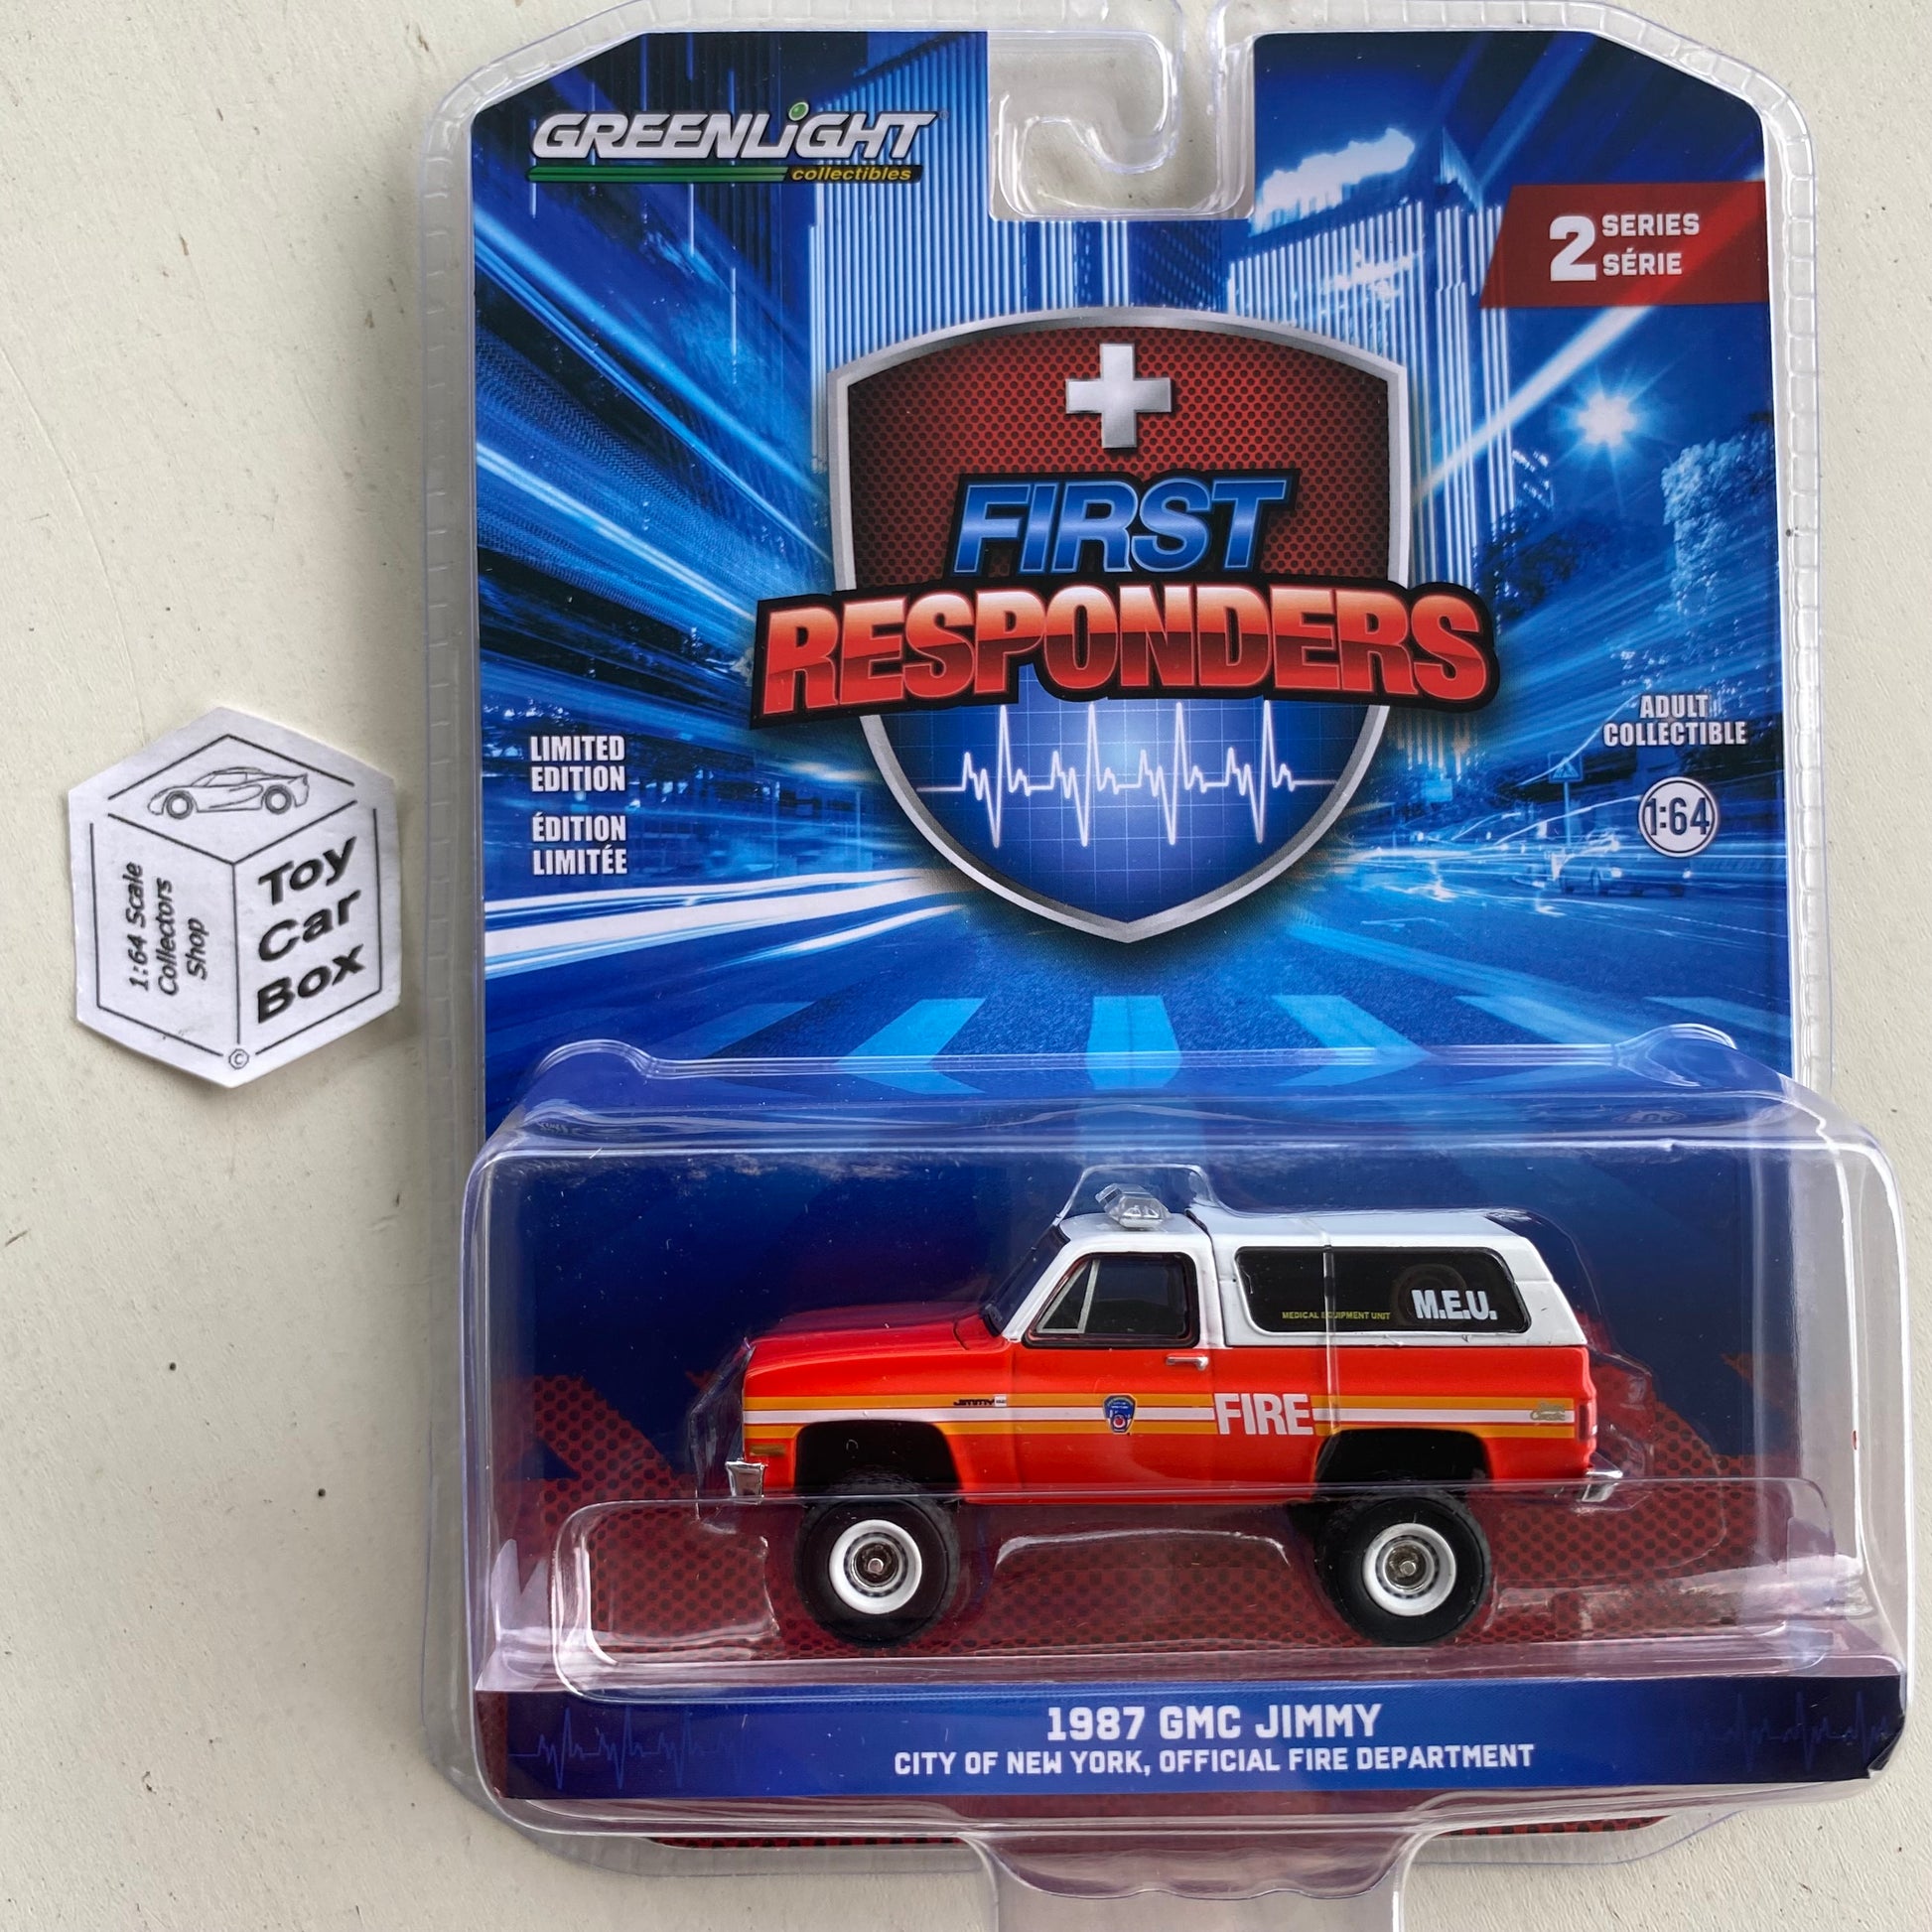 GREENLiGHT
collectibles
2 SERIES
SÉRIE
FIRST
RESPONDERS
LIMITED
EDITION
ÉDITION
LIMITÉE
ADULT
COLLECTIBLE
1:64
1:64 Scale
Collectors
Shop
Toy
Car
Box
©
MEDICAL EQUIPMENT UNIT
M.E.U.
JIMMY
FIRE
1987 GMC JIMMY
CITY OF NEW YORK, OFFICIAL FIRE DEPARTMENT